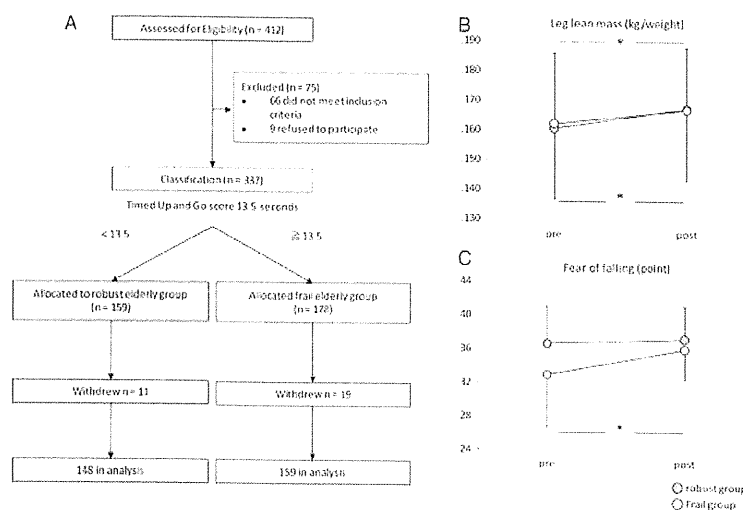 A
Assessed for Eligibility (n = 412)
Excluded (n = 75)
• 66 did not meet inclusion
criteria
• 9 refused to participate
Classification (n = 337)
Timed Up and Go score 13.5 seconds
< 13.5
≧ 13.5
Allocated to robust elderly group
(n = 159)
Allocated frail elderly group
(n = 178)
Withdrew n = 11
Withdrew n = 19
148 in analysis
159 in analysis
B
Leg lean mass (kg/weight)
.190
.180
.170
.160
.150
.140
.130
*
*
pre
post
C
Fear of falling (point)
44
40
36
32
28
24
*
pre
post
robust group
Frail group